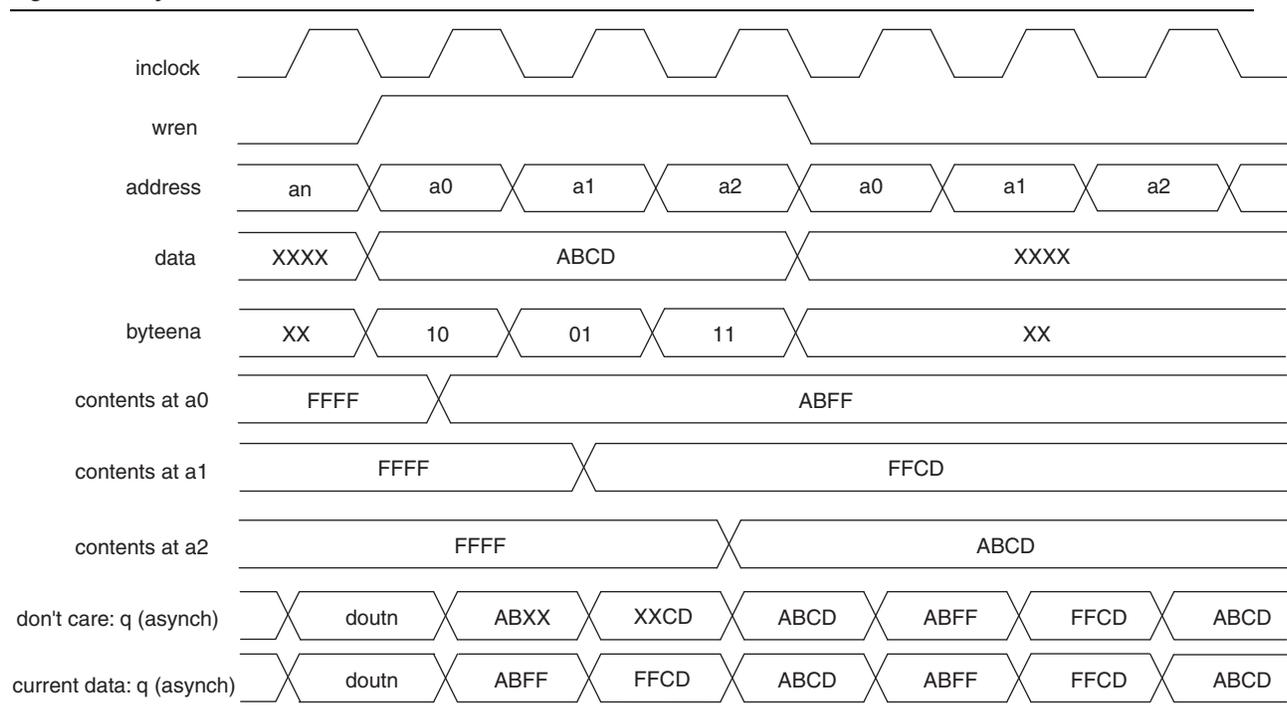 inclock
wren
address an a0 a1 a2 a0 a1 a2
data XXXX ABCD XXXX
byteena XX 10 01 11 XX
contents at a0 FFFF ABFF
contents at a1 FFFF FFCD
contents at a2 FFFF ABCD
don't care: q (asynch) doutn ABXX XXCD ABCD ABFF FFCD ABCD
current data: q (asynch) doutn ABFF FFCD ABCD ABFF FFCD ABCD